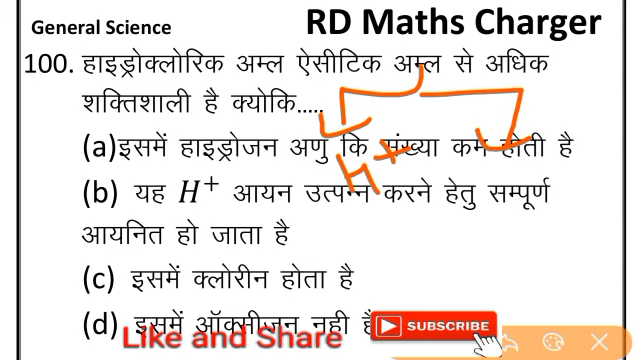 General Science RD Maths Charger
100. हाइड्रोक्लोरिक अम्ल ऐसीटिक अम्ल से अधिक
शक्तिशाली है क्योकि.....
(a)इसमें हाइड्रोजन अणु कि संख्या कम होती है
H+
(b) यह H⁺ आयन उत्पन्न करने हेतु सम्पूर्ण
आयनित हो जाता है
(c) इसमें क्लोरीन होता है
(d) इसमें ऑक्सीजन नही है
Like and Share SUBSCRIBE